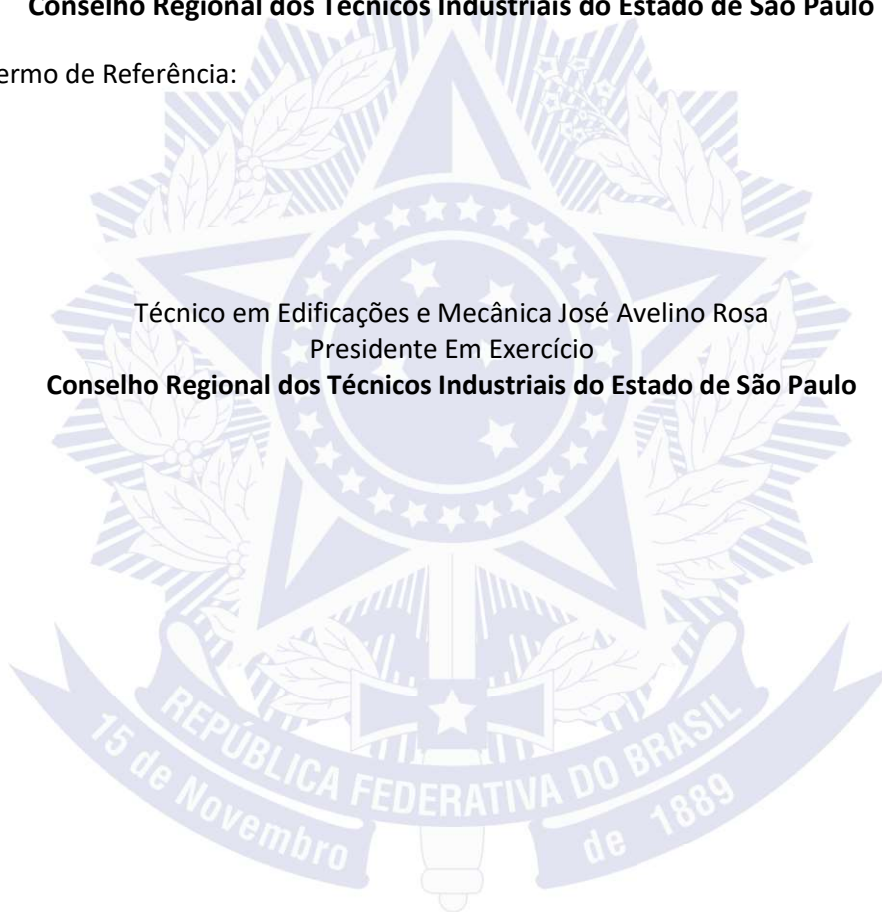 Conselho Regional dos Técnicos Industriais do Estado de São Paulo
ermo de Referência:
Técnico em Edificações e Mecânica José Avelino Rosa
Presidente Em Exercício
Conselho Regional dos Técnicos Industriais do Estado de São Paulo
REPÚBLICA FEDERATIVA DO BRASIL
15 de Novembro de 1889